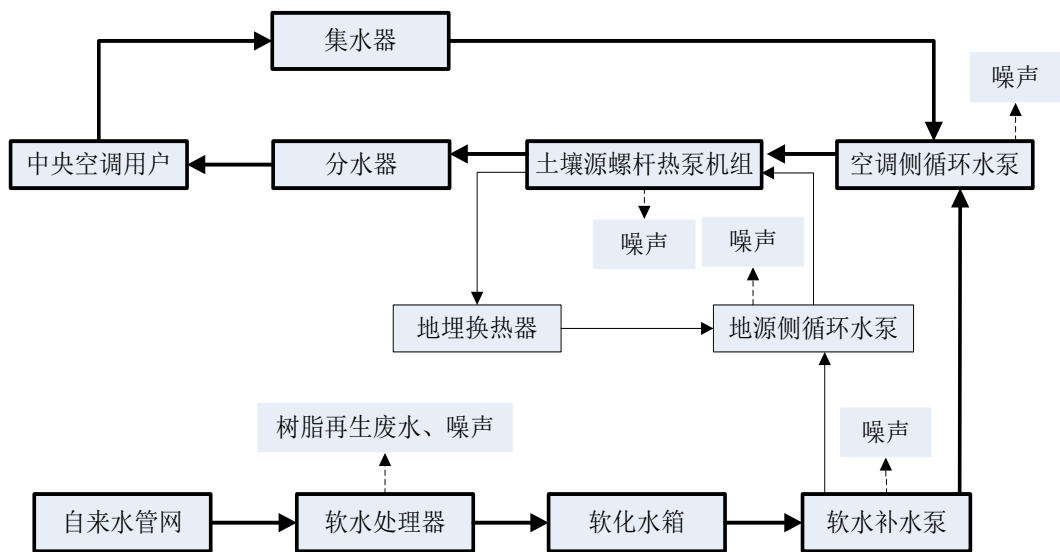 集水器
噪声
中央空调用户
分水器
土壤源螺杆热泵机组
空调侧循环水泵
噪声
噪声
地埋换热器
地源侧循环水泵
树脂再生废水、噪声
噪声
自来水管网
软水处理器
软化水箱
软水补水泵